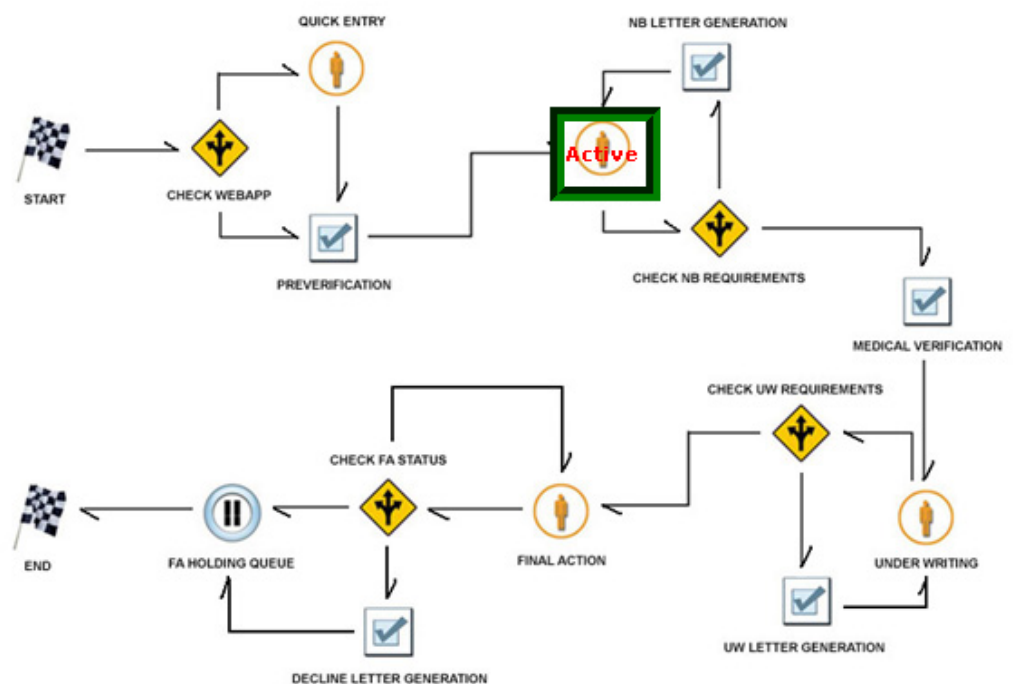 QUICK ENTRY
NB LETTER GENERATION
Active
START
CHECK WEBAPP
PREVERIFICATION
CHECK NB REQUIREMENTS
MEDICAL VERIFICATION
CHECK UW REQUIREMENTS
CHECK FA STATUS
END
FA HOLDING QUEUE
FINAL ACTION
UNDER WRITING
UW LETTER GENERATION
DECLINE LETTER GENERATION